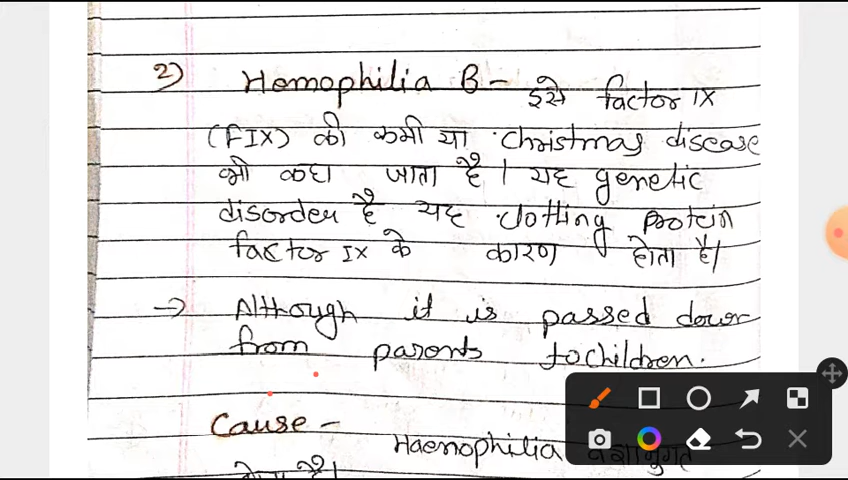 2) Hemophilia B - इसे factor IX
(FIX) की कमी या Christmas disease
भी कहा जाता है। यह genetic
disorder है यह clotting protein
factor IX के कारण होता है।
→ Although it is passed down
from parents to children.
Cause -
Haemophilia वंशानुगत
होता है।